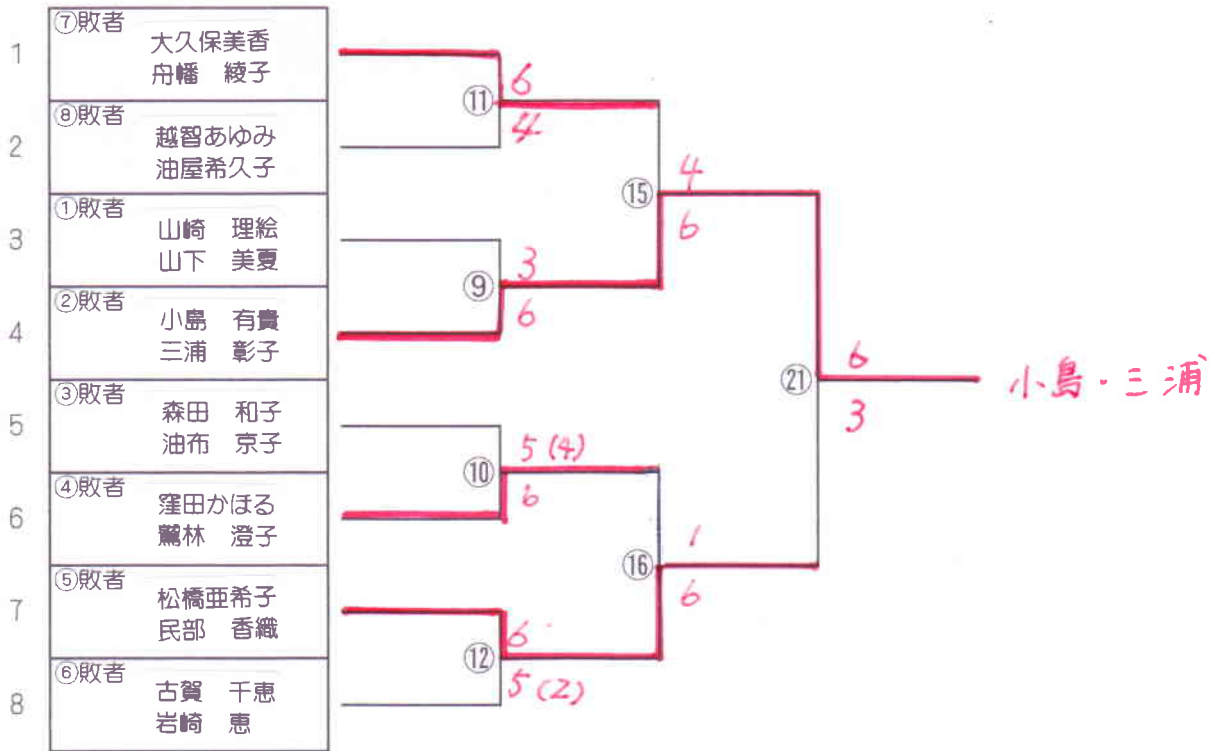 1
⑦敗者
大久保美香
舟幡 綾子
2
⑧敗者
越智あゆみ
油屋希久子
3
①敗者
山崎 理絵
山下 美夏
4
②敗者
小島 有貴
三浦 彰子
5
③敗者
森田 和子
油布 京子
6
④敗者
窪田かほる
鷲林 澄子
7
⑤敗者
松橋亜希子
民部 香織
8
⑥敗者
古賀 千恵
岩崎 恵
⑪
6
4
⑨
3
6
⑩
5 (4)
6
⑫
6
5 (2)
⑮
4
6
⑯
1
6
㉑
6
3
小島・三浦